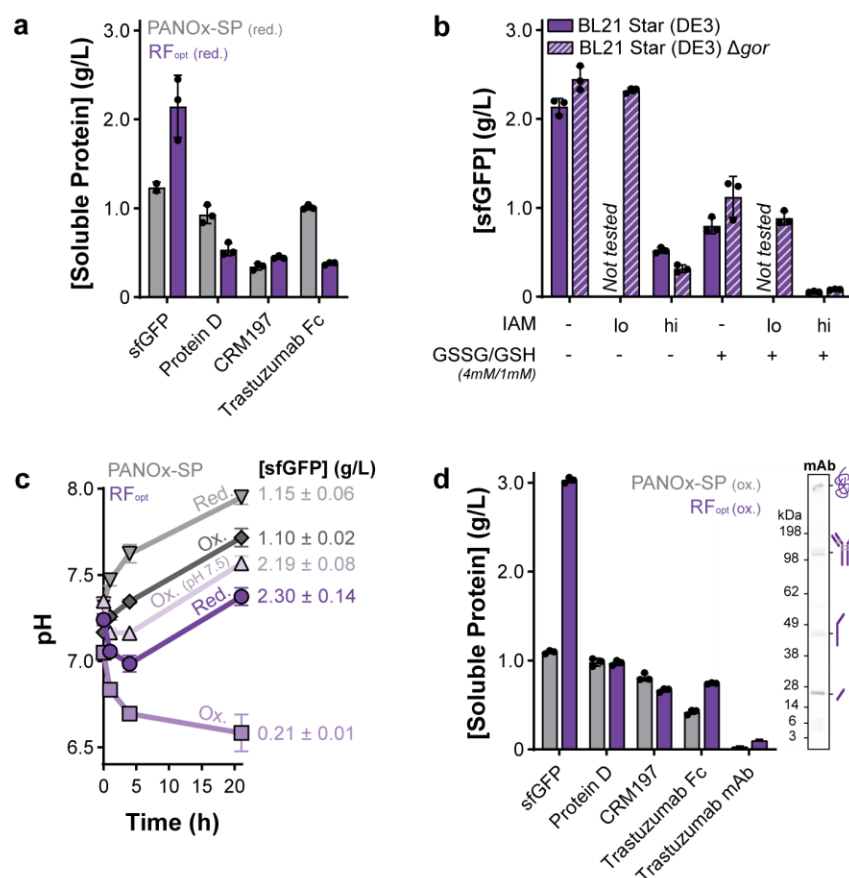 a
PANOx-SP (red.)
RFopt (red.)
[Soluble Protein] (g/L)
3.0
2.0
1.0
0
sfGFP
Protein D
CRM197
Trastuzumab Fc
b
BL21 Star (DE3)
BL21 Star (DE3) Δgor
[sfGFP] (g/L)
3.0
2.0
1.0
0
Not tested
Not tested
IAM - lo hi - lo hi
GSSG/GSH - - - + + +
(4mM/1mM)
c
PANOx-SP
RFopt
[sfGFP] (g/L)
pH
8.0
7.5
7.0
6.5
Red. 1.15 ± 0.06
Ox. 1.10 ± 0.02
Ox. (pH 7.5) 2.19 ± 0.08
Red. 2.30 ± 0.14
Ox. 0.21 ± 0.01
0 5 10 15 20
Time (h)
d
PANOx-SP (ox.)
RFopt (ox.)
[Soluble Protein] (g/L)
3.0
2.0
1.0
0
sfGFP
Protein D
CRM197
Trastuzumab Fc
Trastuzumab mAb
mAb
kDa
198
98
62
49
38
28
14
6
3